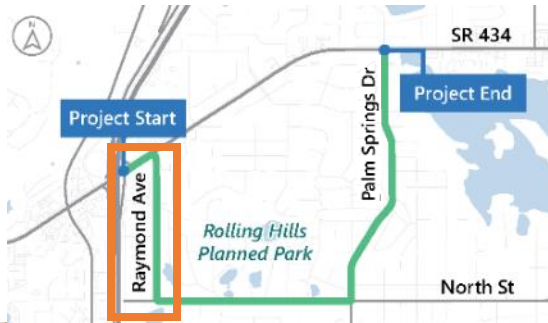 N
SR 434
Project Start
Project End
Palm Springs Dr
Raymond Ave
Rolling Hills
Planned Park
North St